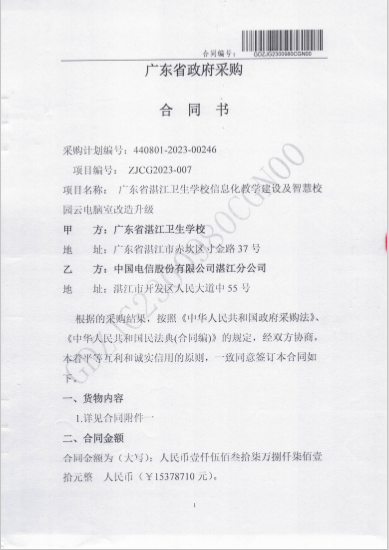 合同编号：
GDZJG2300980CGN00
广东省政府采购
合 同 书
采购计划编号：440801-2023-00246
项目编号： ZJCG2023-007
项目名称： 广东省湛江卫生学校信息化教学建设及智慧校
园云电脑室改造升级
甲 方：广东省湛江卫生学校
地 址：广东省湛江市赤坎区寸金路 37 号
乙 方：中国电信股份有限公司湛江分公司
地 址：湛江市开发区人民大道中 55 号
根据的采购结果，按照《中华人民共和国政府采购法》、
《中华人民共和国民法典(合同编)》的规定，经双方协商，
本着平等互利和诚实信用的原则，一致同意签订本合同如
下。
一、货物内容
1.详见合同附件一
二、合同金额
合同金额为（大写）：人民币壹仟伍佰叁拾柒万捌仟柒佰壹
拾元整 人民币（￥15378710 元）。
1
GDZJG2300980CGN00